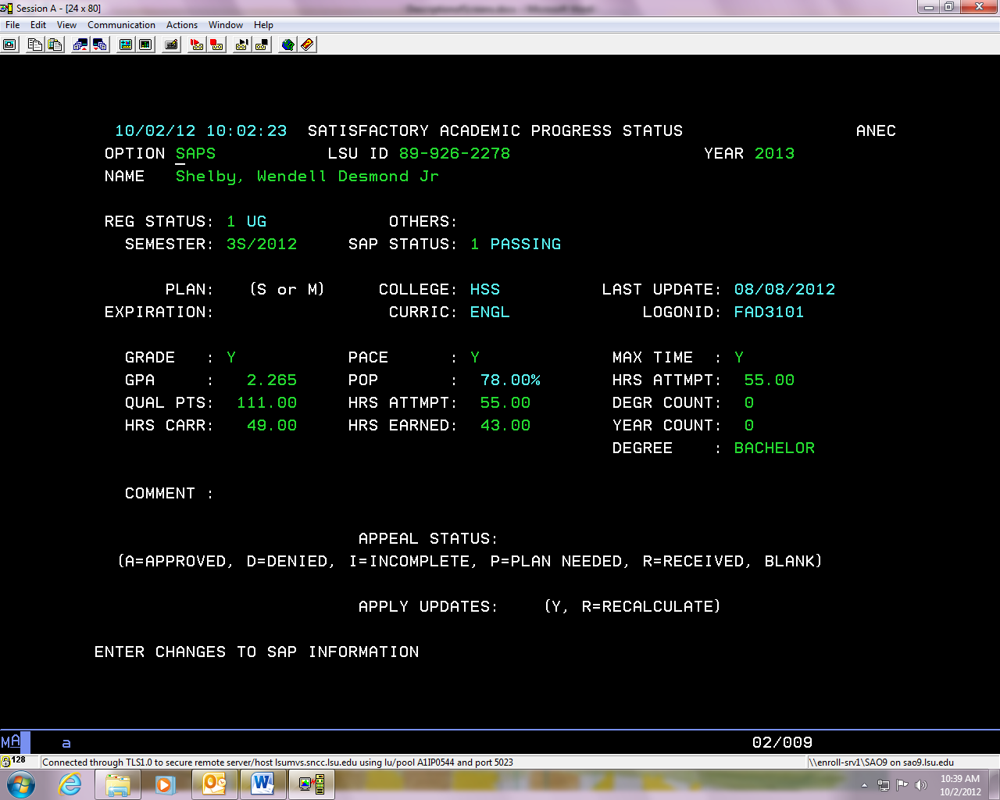 Session A - [24 x 80]
File Edit View Communication Actions Window Help
10/02/12 10:02:23 SATISFACTORY ACADEMIC PROGRESS STATUS ANEC
OPTION SAPS LSU ID 89-926-2278 YEAR 2013
NAME Shelby, Wendell Desmond Jr
REG STATUS: 1 UG OTHERS:
SEMESTER: 3S/2012 SAP STATUS: 1 PASSING
PLAN: (S or M) COLLEGE: HSS LAST UPDATE: 08/08/2012
EXPIRATION: CURRIC: ENGL LOGONID: FAD3101
GRADE : Y PACE : Y MAX TIME : Y
GPA : 2.265 POP : 78.00% HRS ATTMPT: 55.00
QUAL PTS: 111.00 HRS ATTMPT: 55.00 DEGR COUNT: 0
HRS CARR: 49.00 HRS EARNED: 43.00 YEAR COUNT: 0
DEGREE : BACHELOR
COMMENT :
APPEAL STATUS:
(A=APPROVED, D=DENIED, I=INCOMPLETE, P=PLAN NEEDED, R=RECEIVED, BLANK)
APPLY UPDATES: (Y, R=RECALCULATE)
ENTER CHANGES TO SAP INFORMATION
MA a 02/009
128 Connected through TLS1.0 to secure remote server/host lsumvs.sncc.lsu.edu using lu/pool A1IP0544 and port 5023 \\enroll-srv1\SAO9 on sao9.lsu.edu
10:39 AM
10/2/2012